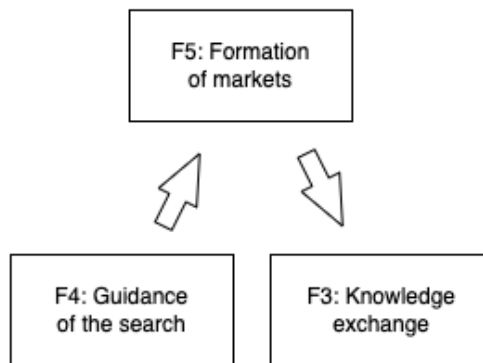 F5: Formation
of markets
F4: Guidance
of the search
F3: Knowledge
exchange